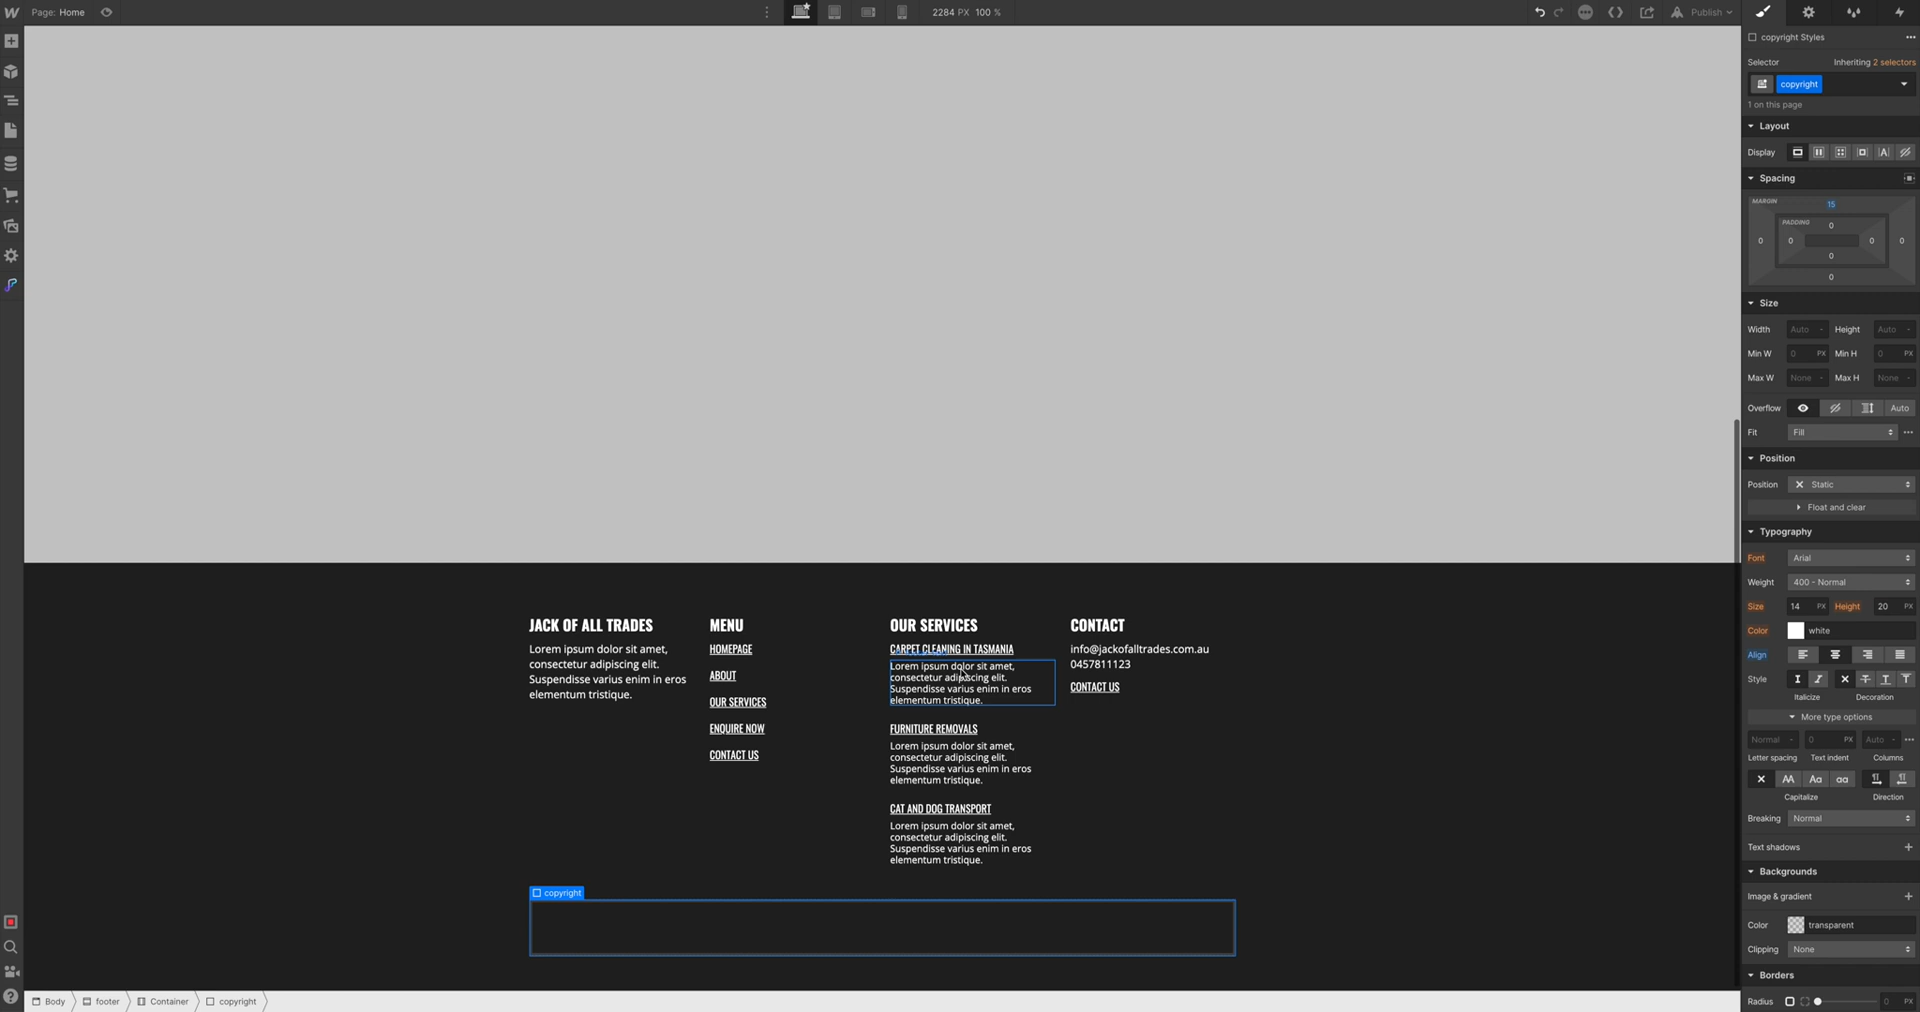 Page: Home
2284 PX 100 %
Publish
copyright Styles
Selector
Inheriting 2 selectors
copyright
1 on this page
Layout
Display
Spacing
MARGIN
15
PADDING
0
0 0 0 0
0
0
Size
Width Auto - Height Auto -
Min W 0 PX Min H 0 PX
Max W None - Max H None -
Overflow Auto
Fit Fill
Position
Position Static
Float and clear
Typography
Font Arial
Weight 400 - Normal
Size 14 PX Height 20 PX
Color white
Align
Style
Italicize Decoration
More type options
Normal - 0 PX Auto -
Letter spacing Text indent Columns
AA Aa aa
Capitalize Direction
Breaking Normal
Text shadows
Backgrounds
Image & gradient
Color transparent
Clipping None
Borders
Radius 0 PX
JACK OF ALL TRADES
Lorem ipsum dolor sit amet,
consectetur adipiscing elit.
Suspendisse varius enim in eros
elementum tristique.
MENU
HOMEPAGE
ABOUT
OUR SERVICES
ENQUIRE NOW
CONTACT US
OUR SERVICES
CARPET CLEANING IN TASMANIA
Lorem ipsum dolor sit amet,
consectetur adipiscing elit.
Suspendisse varius enim in eros
elementum tristique.
FURNITURE REMOVALS
Lorem ipsum dolor sit amet,
consectetur adipiscing elit.
Suspendisse varius enim in eros
elementum tristique.
CAT AND DOG TRANSPORT
Lorem ipsum dolor sit amet,
consectetur adipiscing elit.
Suspendisse varius enim in eros
elementum tristique.
CONTACT
info@jackofalltrades.com.au
0457811123
CONTACT US
copyright
Body footer Container copyright